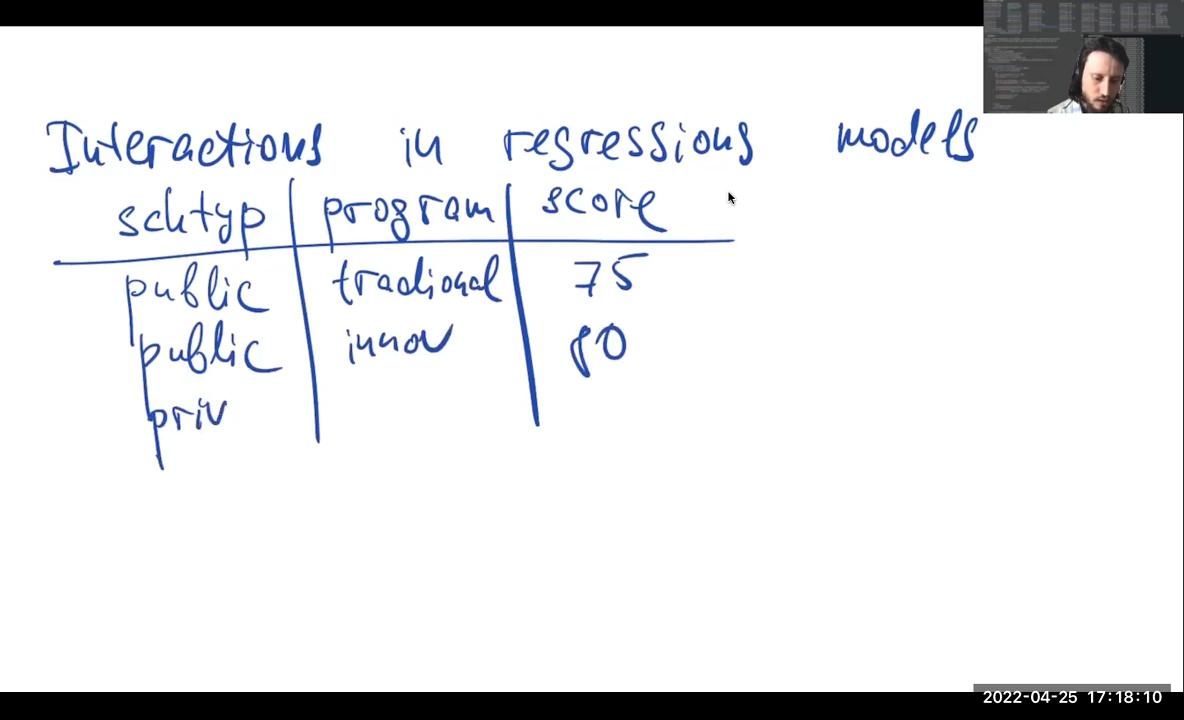 Interactions in regressions models
schtyp program score
public tradional 75
public innov 80
priv
2022-04-25 17:18:10